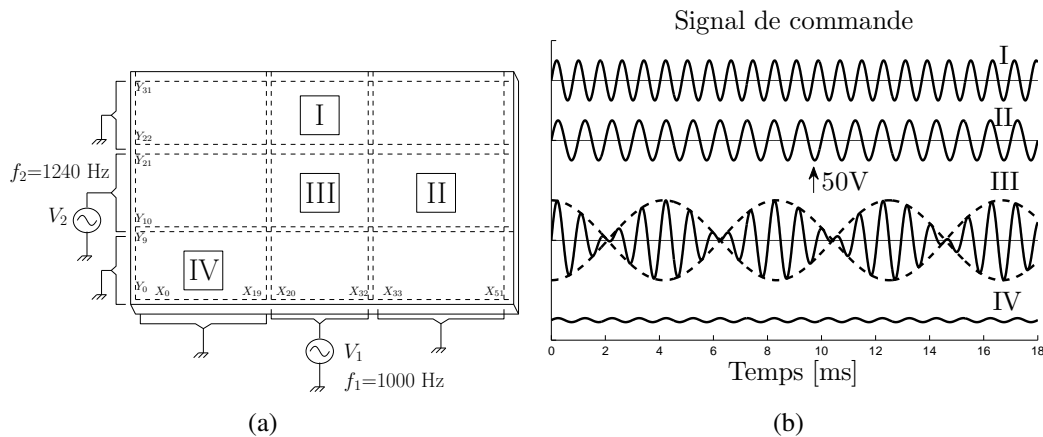 Signal de commande
Y31
Y22
Y21
Y10
Y9
Y0
I
III
II
IV
X0
X19
X20
X32
X33
X51
f2=1240 Hz
V2
V1
f1=1000 Hz
(a)
I
II
50V
III
IV
0 2 4 6 8 10 12 14 16 18
Temps [ms]
(b)